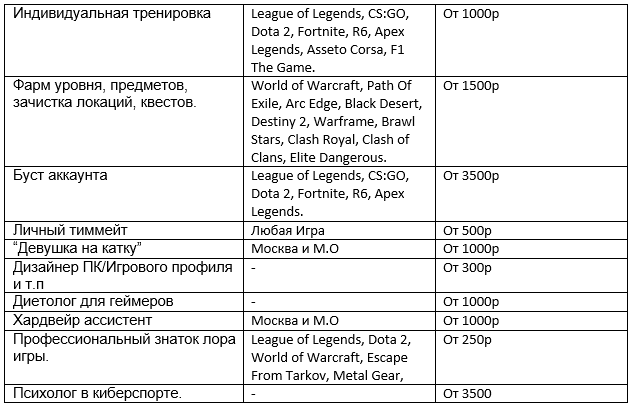 Индивидуальная тренировка
League of Legends, CS:GO,
Dota 2, Fortnite, R6, Apex
Legends, Asseto Corsa, F1
The Game.
От 1000р
Фарм уровня, предметов,
зачистка локаций, квестов.
World of Warcraft, Path Of
Exile, Arc Edge, Black Desert,
Destiny 2, Warframe, Brawl
Stars, Clash Royal, Clash of
Clans, Elite Dangerous.
От 1500р
Буст аккаунта
League of Legends, CS:GO,
Dota 2, Fortnite, R6, Apex
Legends.
От 3500р
Личный тиммейт
Любая Игра
От 500р
“Девушка на катку”
Москва и М.О
От 1000р
Дизайнер ПК/Игрового профиля
и т.п
-
От 300р
Диетолог для геймеров
-
От 1000р
Хардвейр ассистент
Москва и М.О
От 1000р
Профессиональный знаток лора
игры.
League of Legends, Dota 2,
World of Warcraft, Escape
From Tarkov, Metal Gear,
От 250р
Психолог в киберспорте.
-
От 3500